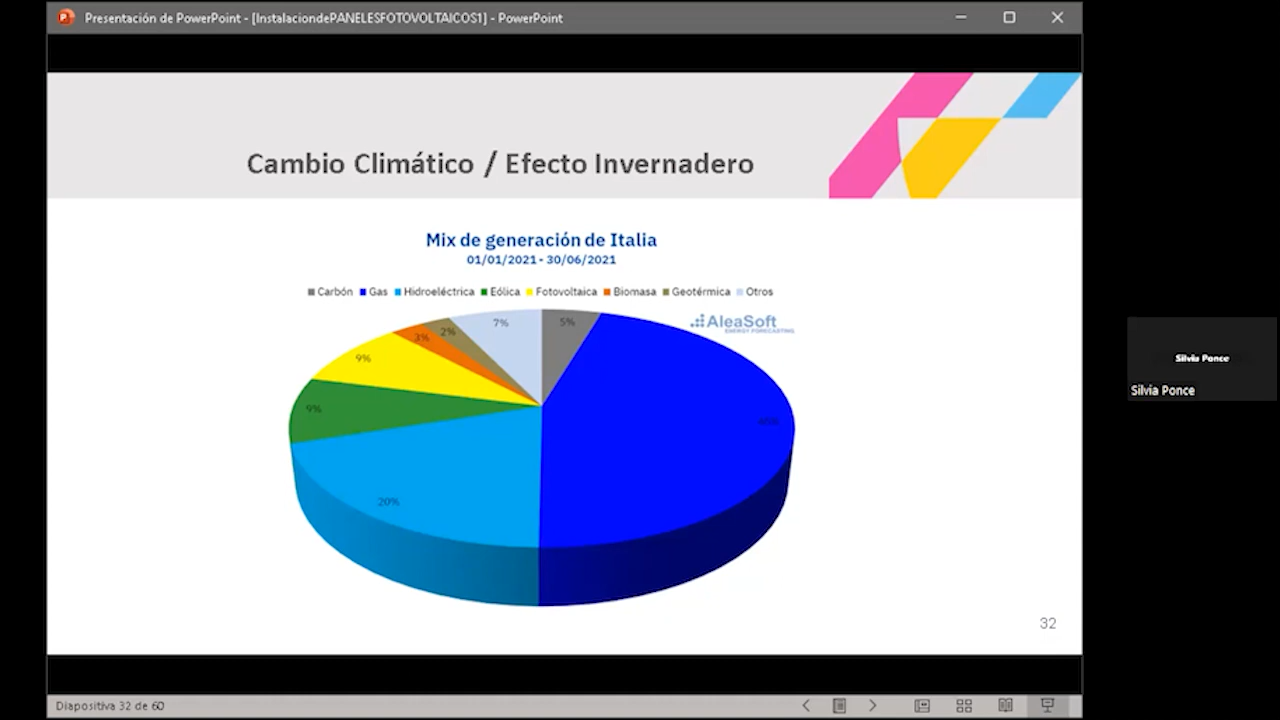 Presentación de PowerPoint - [InstalaciondePANELESFOTOVOLTAICOS1] - PowerPoint
Cambio Climático / Efecto Invernadero
Mix de generación de Italia
01/01/2021 - 30/06/2021
Carbón Gas Hidroeléctrica Eólica Fotovoltaica Biomasa Geotérmica Otros
AleaSoft
ENERGY FORECASTING
7% 5%
2%
3%
9%
9%
20%
Silvia Ponce
Silvia Ponce
32
Diapositiva 32 de 60